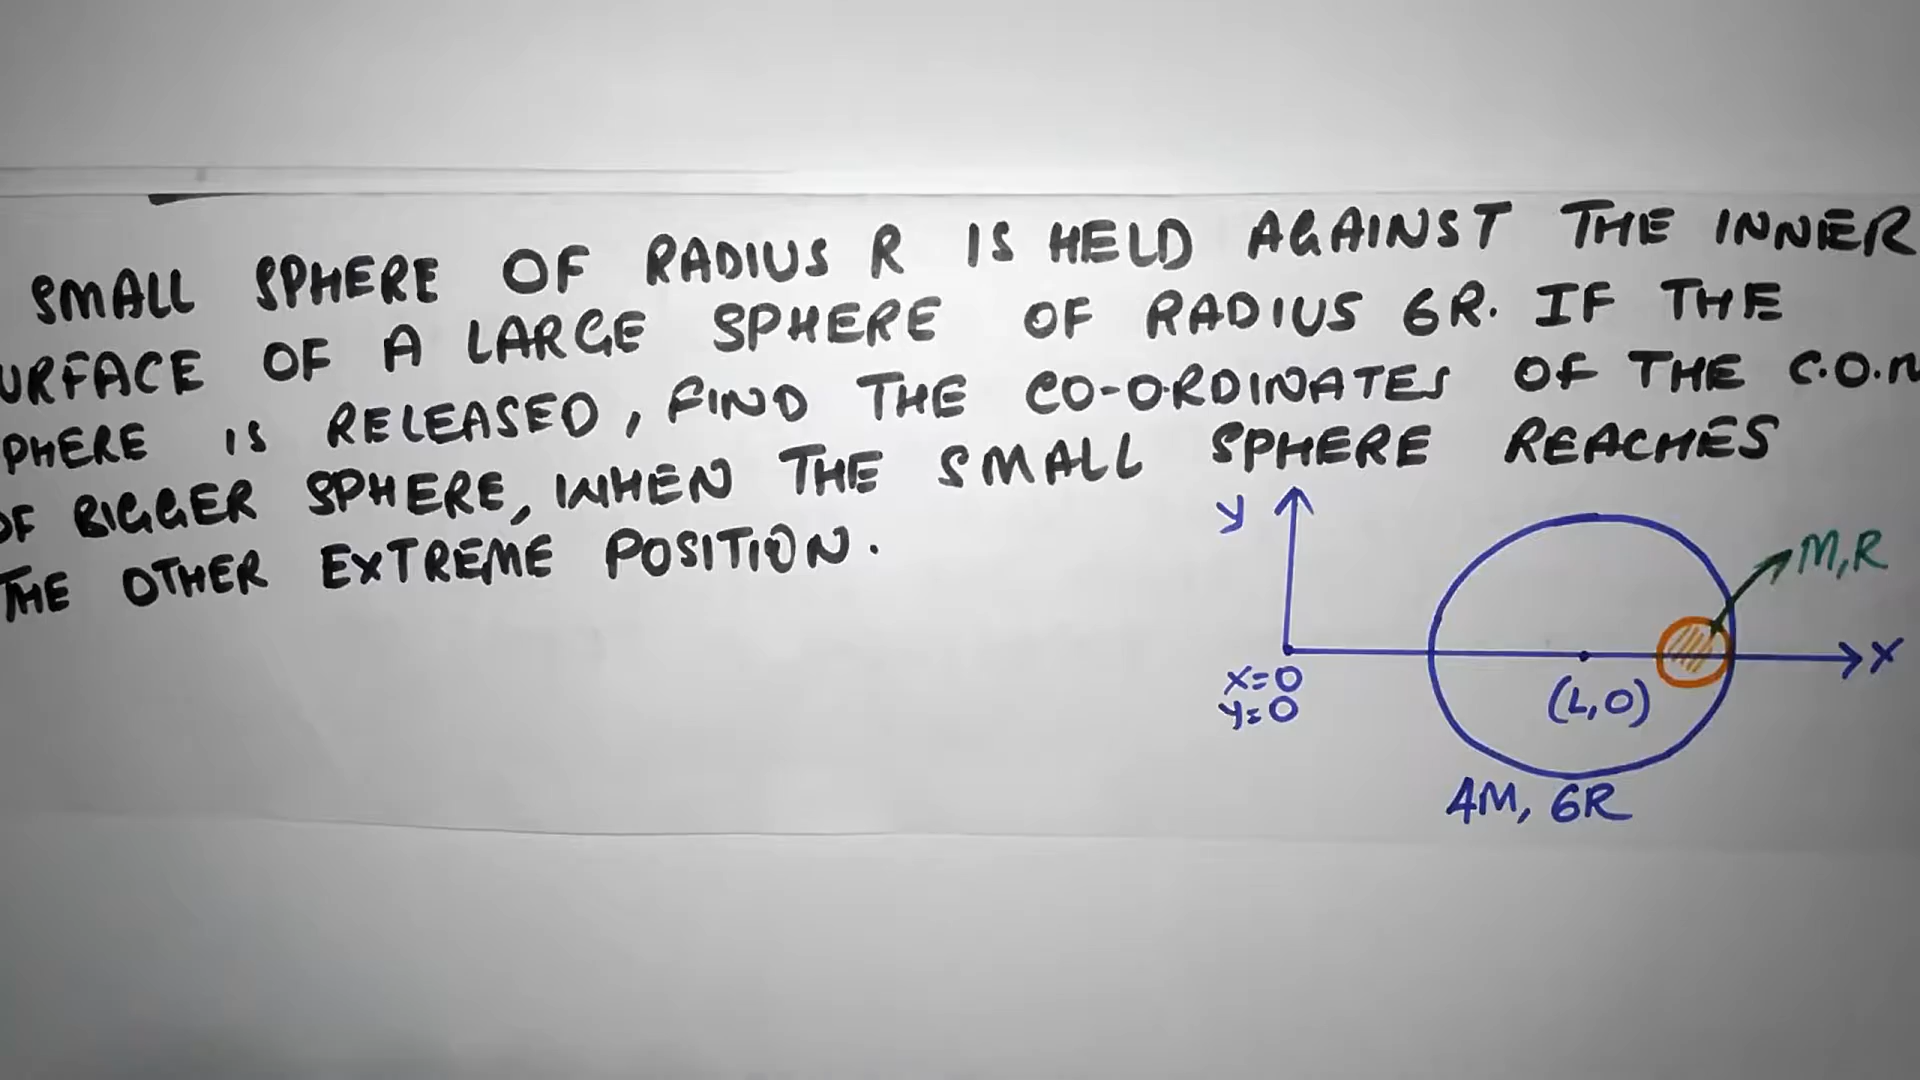 SMALL SPHERE OF RADIUS R IS HELD AGAINST THE INNER
URFACE OF A LARGE SPHERE OF RADIUS 6R. IF THE
PHERE IS RELEASED, FIND THE CO-ORDINATES OF THE C.O.M
OF BIGGER SPHERE, WHEN THE SMALL SPHERE REACHES
THE OTHER EXTREME POSITION.
y
M,R
x
x=0
y=0
(L,0)
4M, 6R